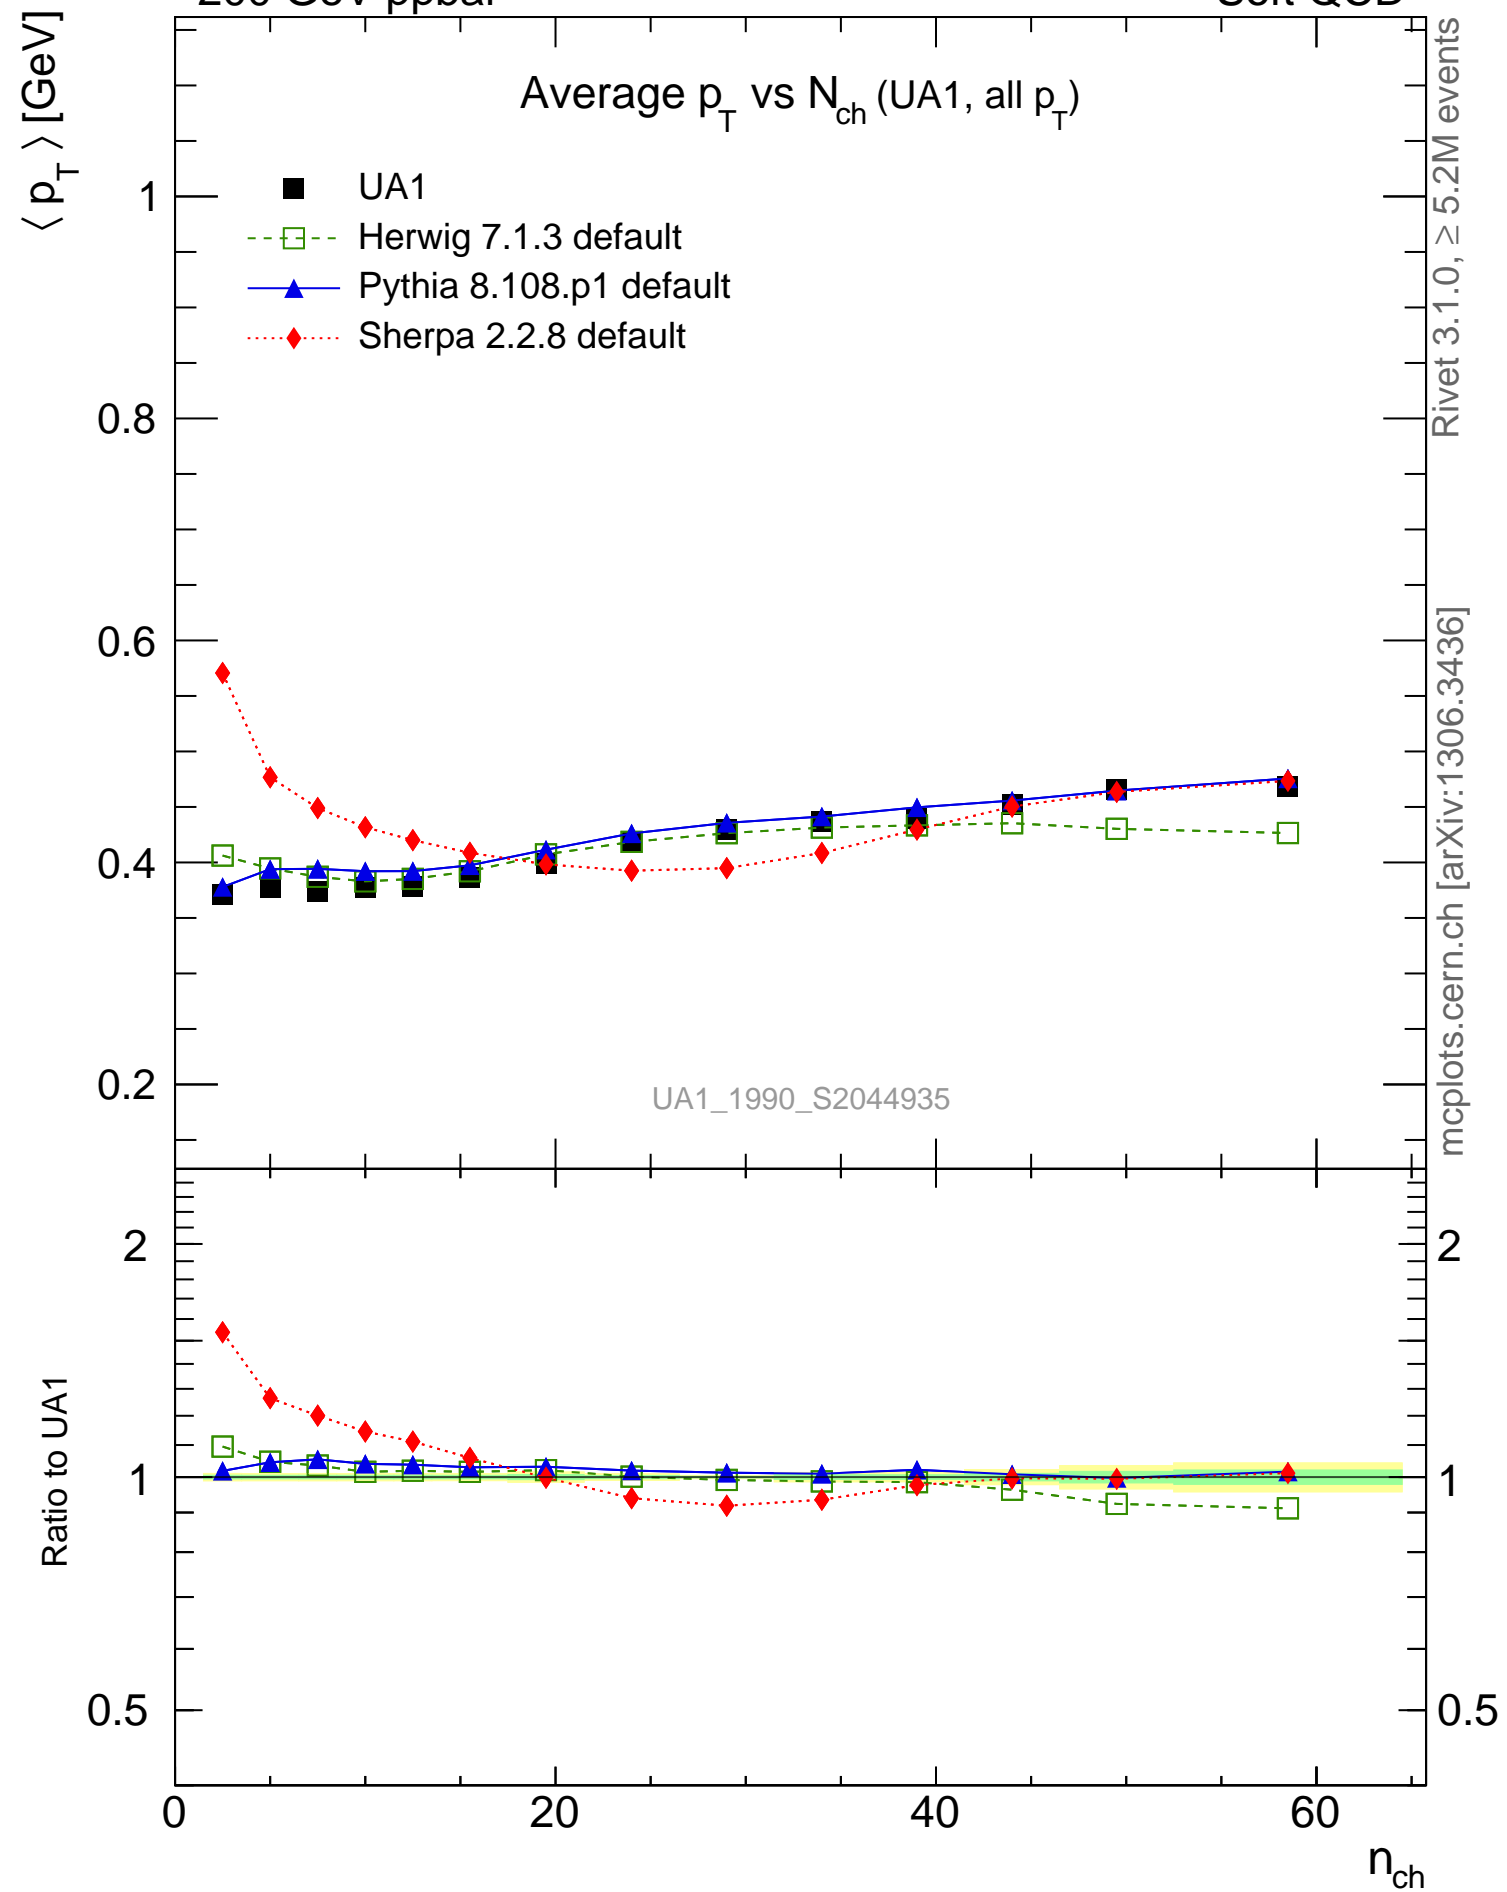 ⟨ p_T ⟩ [GeV]
Average p_T vs N_ch (UA1, all p_T)
UA1
Herwig 7.1.3 default
Pythia 8.108.p1 default
Sherpa 2.2.8 default
1
0.8
0.6
0.4
0.2
UA1_1990_S2044935
Rivet 3.1.0, ≥ 5.2M events
mcplots.cern.ch [arXiv:1306.3436]
Ratio to UA1
2
1
0.5
2
1
0.5
0
20
40
60
n_ch